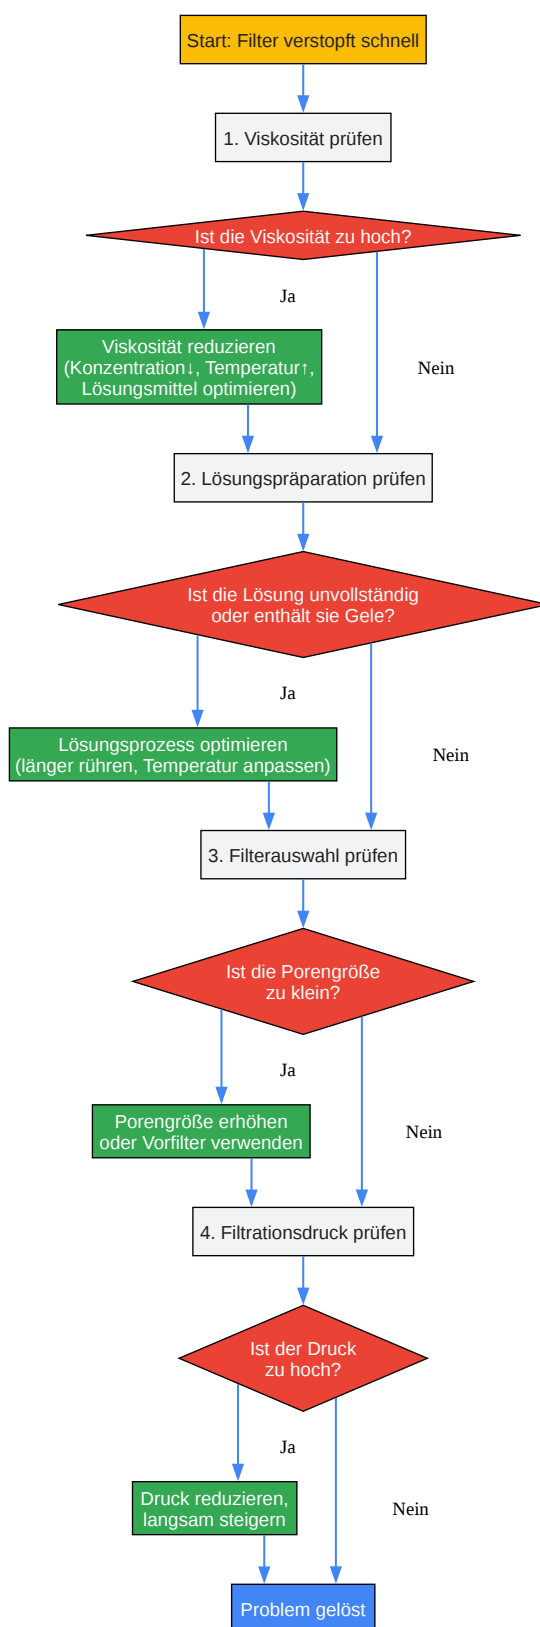 Start: Filter verstopft schnell
1. Viskosität prüfen
Ist die Viskosität zu hoch?
Ja
Viskosität reduzieren
(Konzentration↓, Temperatur↑,
Lösungsmittel optimieren)
Nein
2. Lösungspräparation prüfen
Ist die Lösung unvollständig
oder enthält sie Gele?
Ja
Lösungsprozess optimieren
(länger rühren, Temperatur anpassen)
Nein
3. Filterauswahl prüfen
Ist die Porengröße
zu klein?
Ja
Porengröße erhöhen
oder Vorfilter verwenden
Nein
4. Filtrationsdruck prüfen
Ist der Druck
zu hoch?
Ja
Druck reduzieren,
langsam steigern
Nein
Problem gelöst